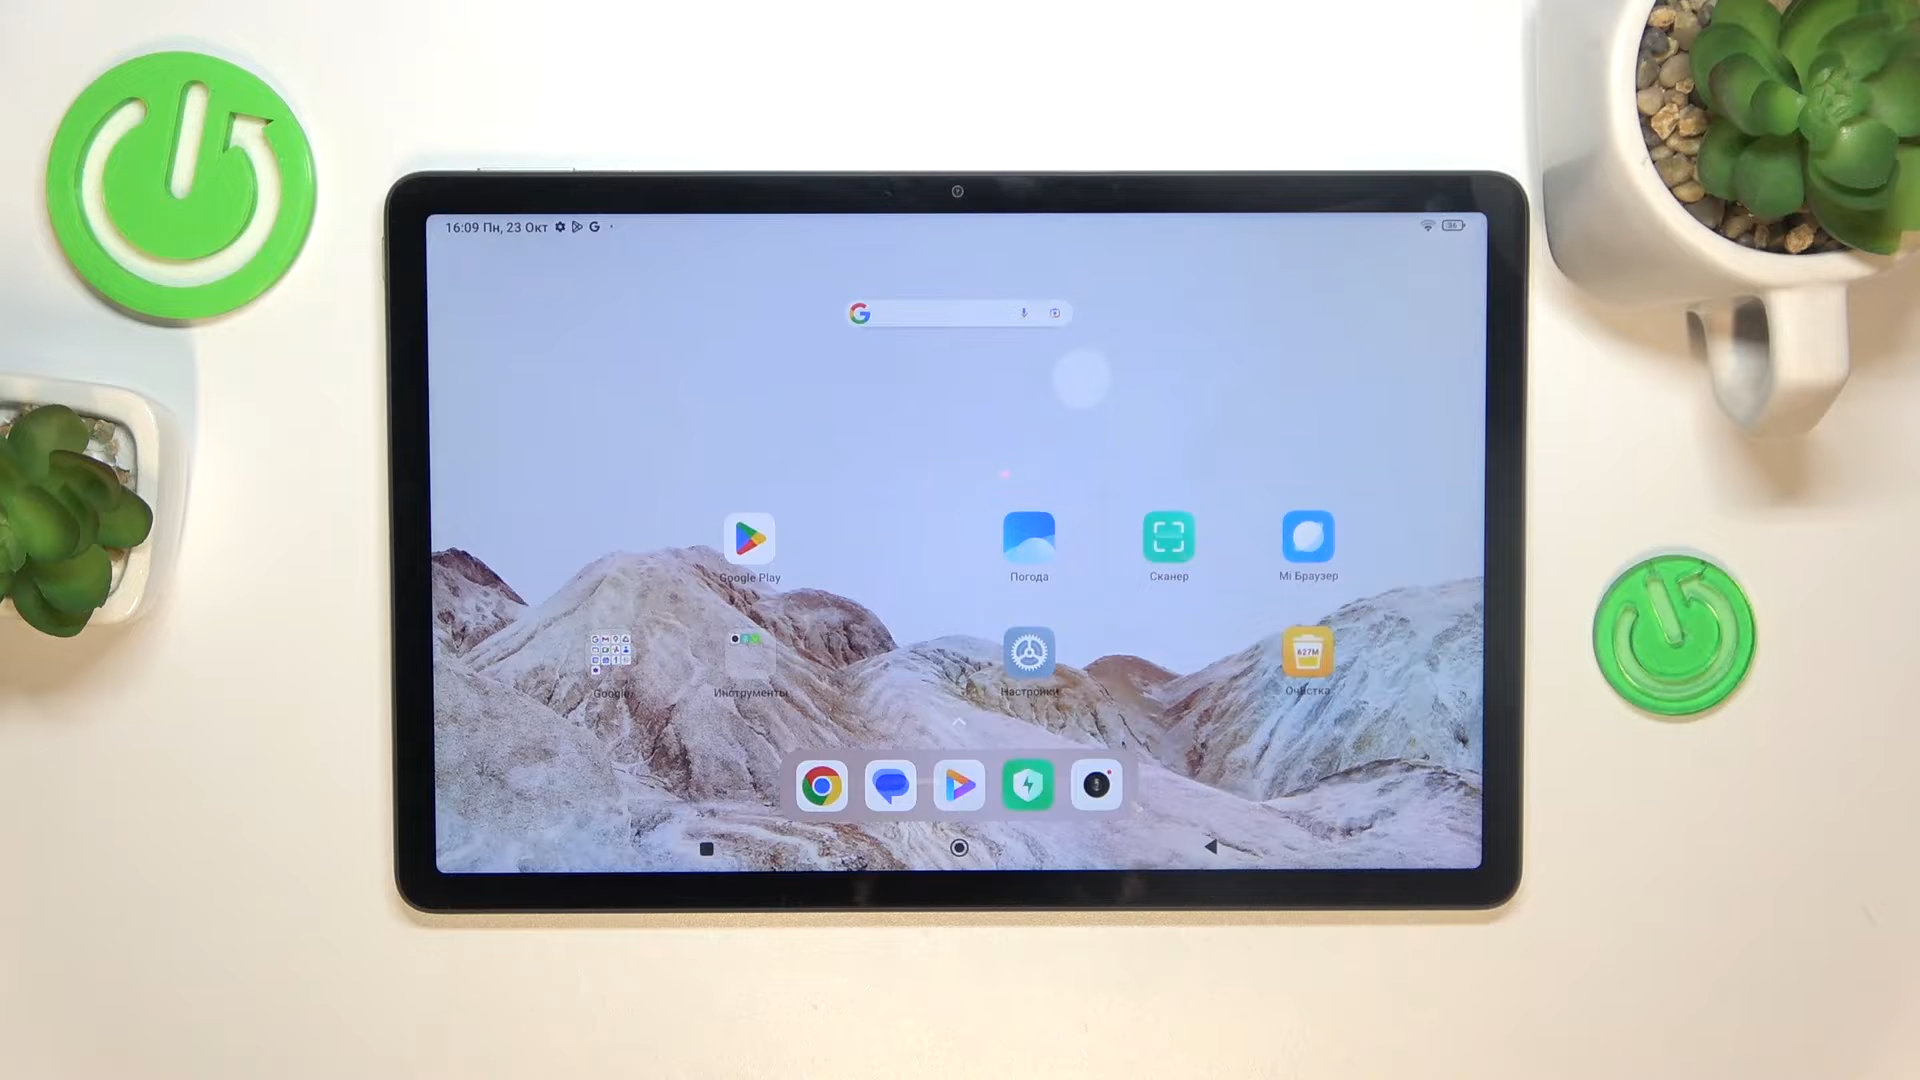 16:09 Пн, 23 Окт
Google Play
Погода
Сканер
Mi Браузер
627M
Google
Инструменты
Настройки
Очистка